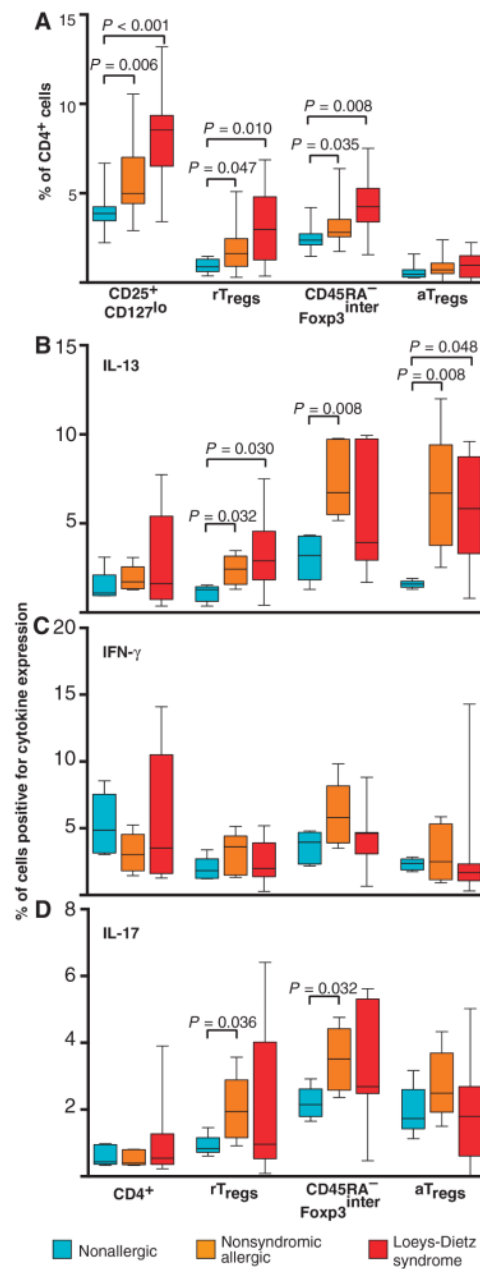 A
% of CD4+ cells
15
10
5
P < 0.001
P = 0.006
P = 0.010
P = 0.047
P = 0.008
P = 0.035
CD25+ CD127lo
rTregs
CD45RA− Foxp3inter
aTregs
% of cells positive for cytokine expression
B
IL-13
15
10
5
P = 0.032
P = 0.030
P = 0.008
P = 0.048
P = 0.008
C
IFN-γ
20
15
10
5
D
IL-17
8
6
4
2
P = 0.036
P = 0.032
CD4+
rTregs
CD45RA− Foxp3inter
aTregs
Nonallergic
Nonsyndromic
allergic
Loeys-Dietz
syndrome